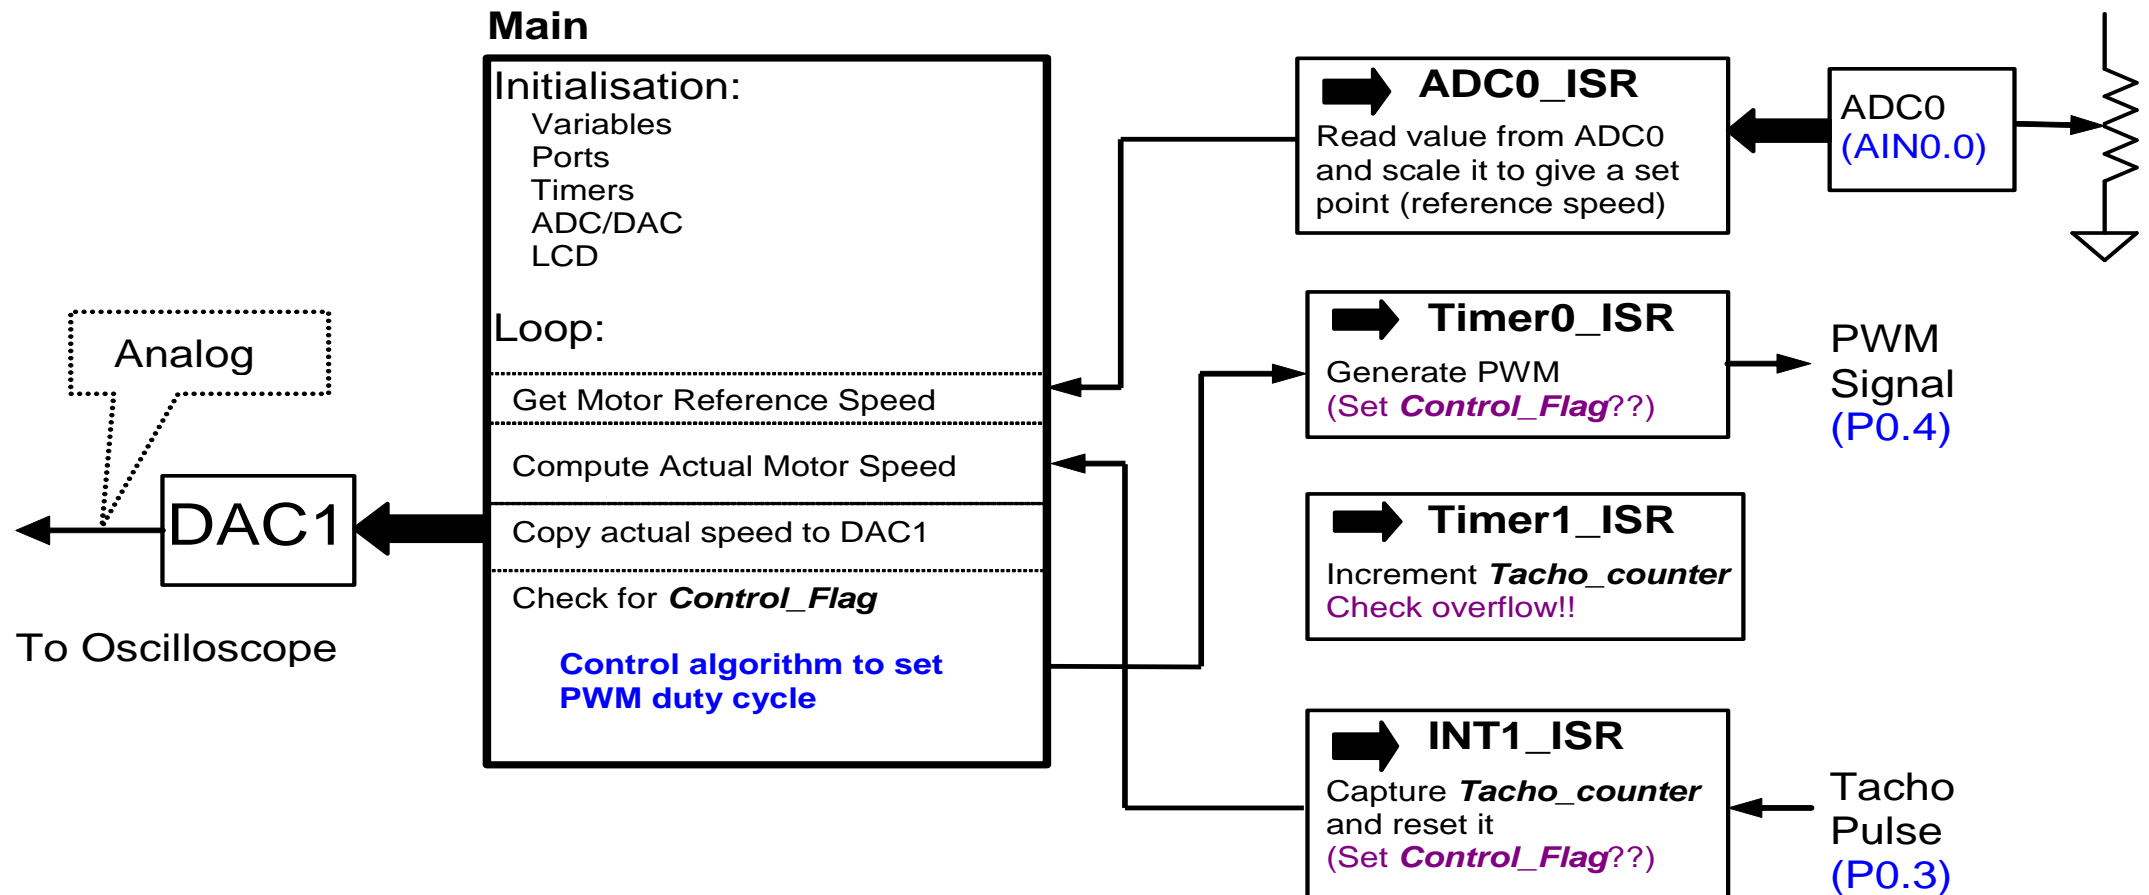 Main
Initialisation:
Variables
Ports
Timers
ADC/DAC
LCD
Loop:
Get Motor Reference Speed
Compute Actual Motor Speed
Copy actual speed to DAC1
Check for Control_Flag
Control algorithm to set
PWM duty cycle
Analog
DAC1
To Oscilloscope
ADC0_ISR
Read value from ADC0
and scale it to give a set
point (reference speed)
ADC0
(AIN0.0)
Timer0_ISR
Generate PWM
(Set Control_Flag??)
PWM
Signal
(P0.4)
Timer1_ISR
Increment Tacho_counter
Check overflow!!
INT1_ISR
Capture Tacho_counter
and reset it
(Set Control_Flag??)
Tacho
Pulse
(P0.3)